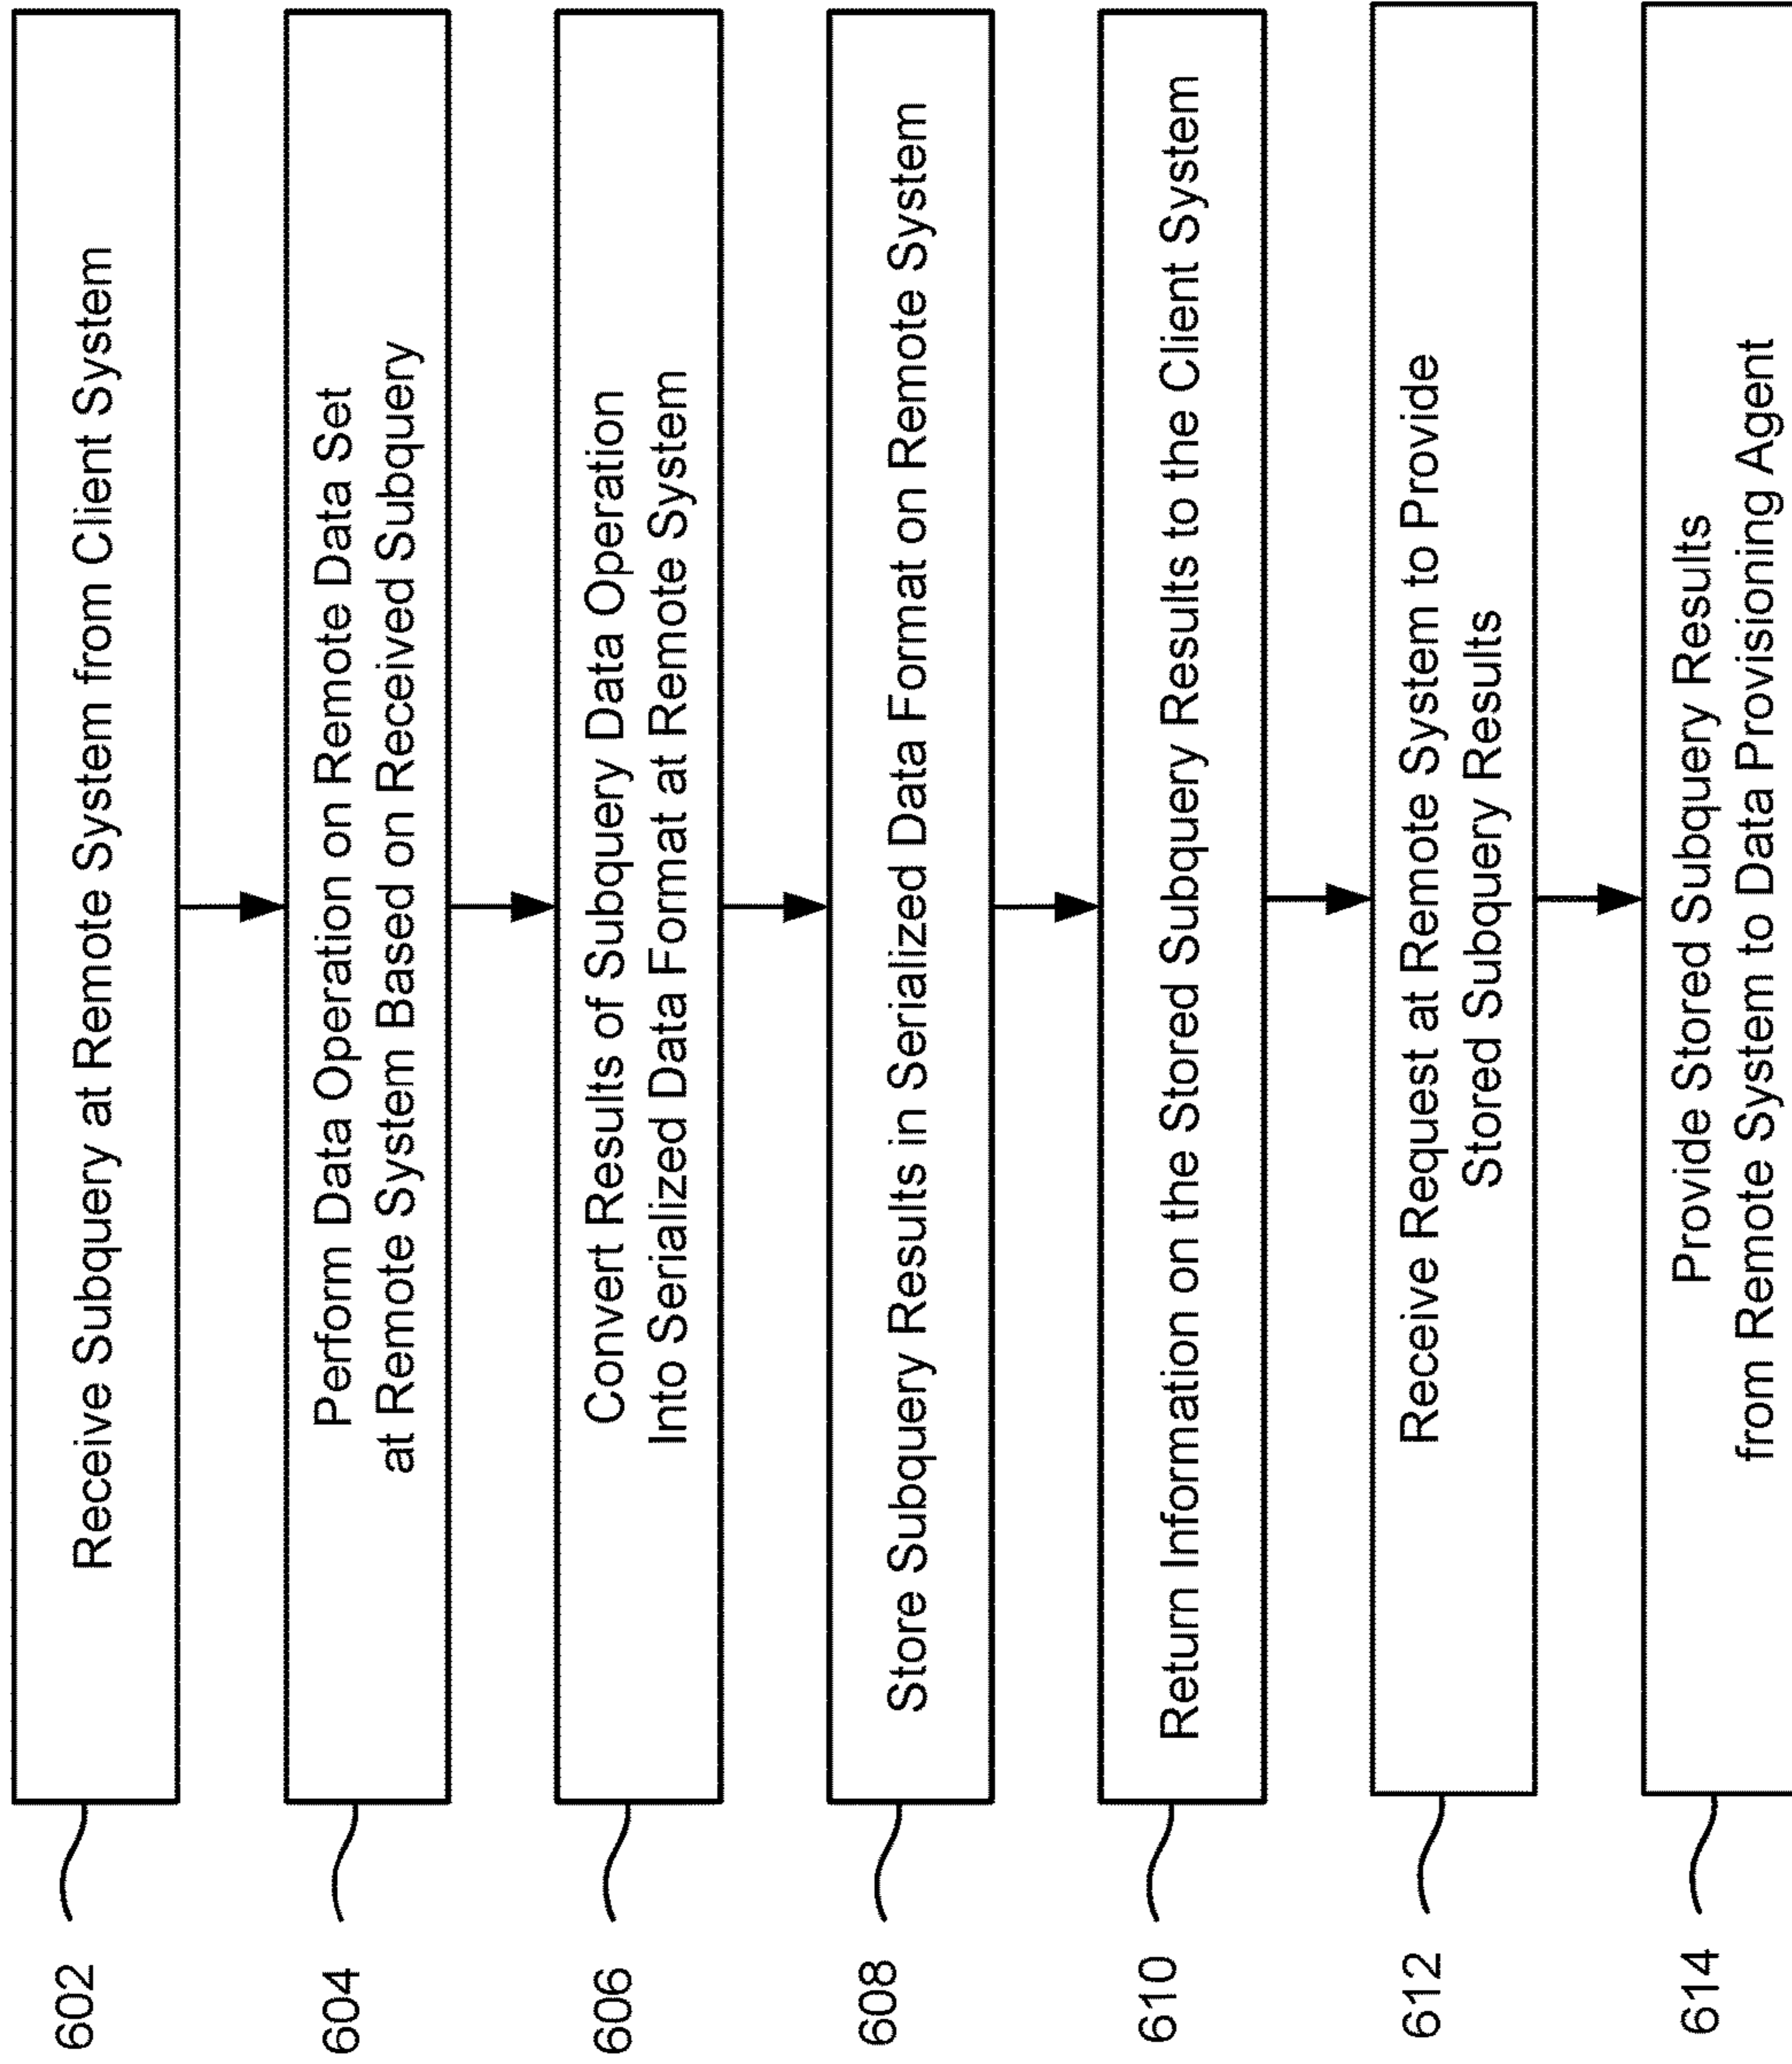 602
Receive Subquery at Remote System from Client System
604
Perform Data Operation on Remote Data Set
at Remote System Based on Received Subquery
606
Convert Results of Subquery Data Operation
Into Serialized Data Format at Remote System
608
Store Subquery Results in Serialized Data Format on Remote System
610
Return Information on the Stored Subquery Results to the Client System
612
Receive Request at Remote System to Provide
Stored Subquery Results
614
Provide Stored Subquery Results
from Remote System to Data Provisioning Agent